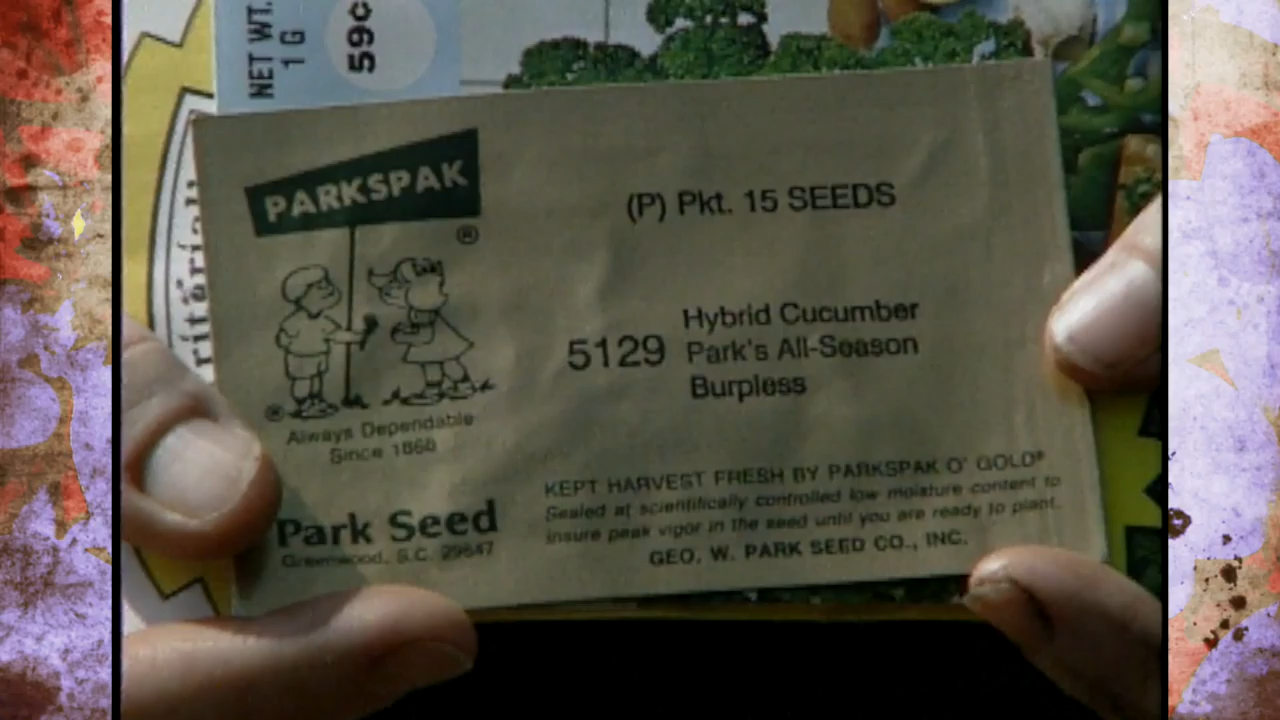 NET WT.
1 G
59¢
PARKSPAK
®
(P) Pkt. 15 SEEDS
5129
Hybrid Cucumber
Park's All-Season
Burpless
®
Always Dependable
Since 1868
Park Seed
Greenwood, S.C. 29647
KEPT HARVEST FRESH BY PARKSPAK O' GOLD®
Sealed at scientifically controlled low moisture content to
insure peak vigor in the seed until you are ready to plant.
GEO. W. PARK SEED CO., INC.